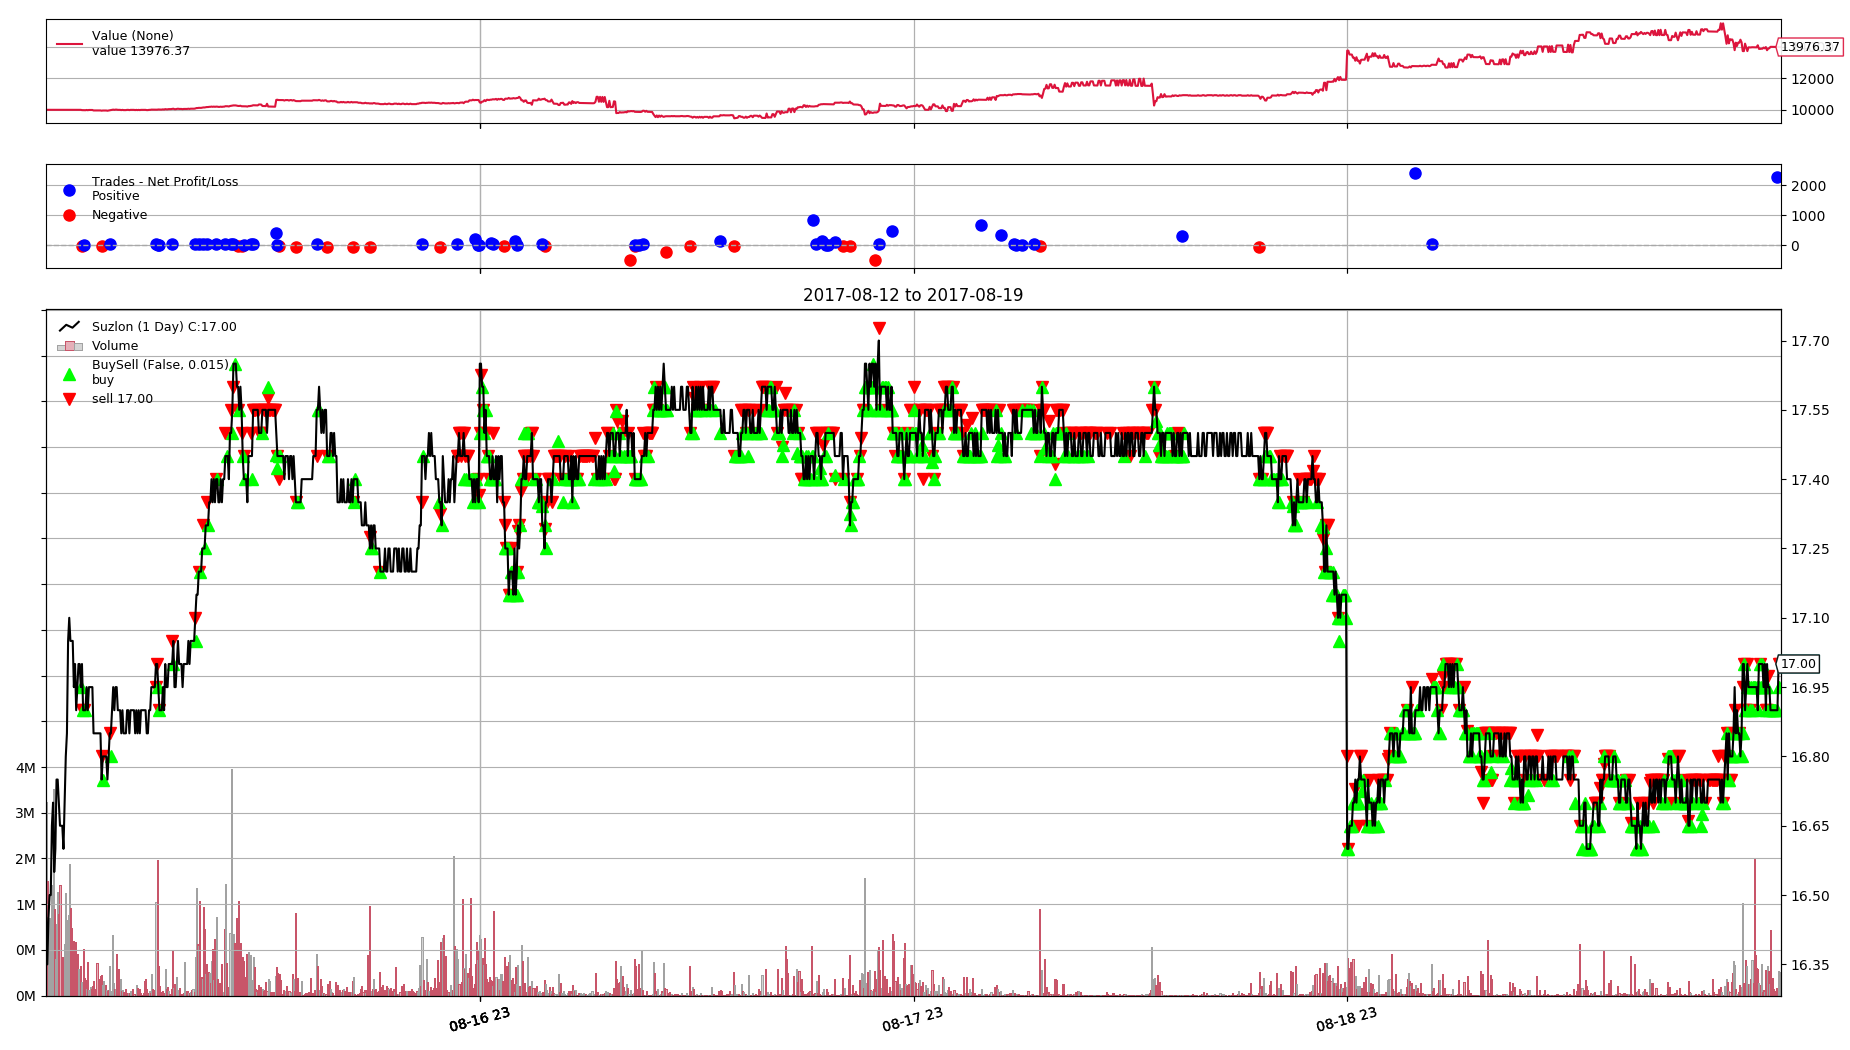 Value (None)
value 13976.37
13976.37
12000
10000
Trades - Net Profit/Loss
Positive
Negative
2000
1000
0
2017-08-12 to 2017-08-19
Suzlon (1 Day) C:17.00
Volume
BuySell (False, 0.015)
buy
sell 17.00
17.70
17.55
17.40
17.25
17.10
17.00
16.95
16.80
16.65
16.50
16.35
4M
3M
2M
1M
0M
0M
08-16 23
08-17 23
08-18 23